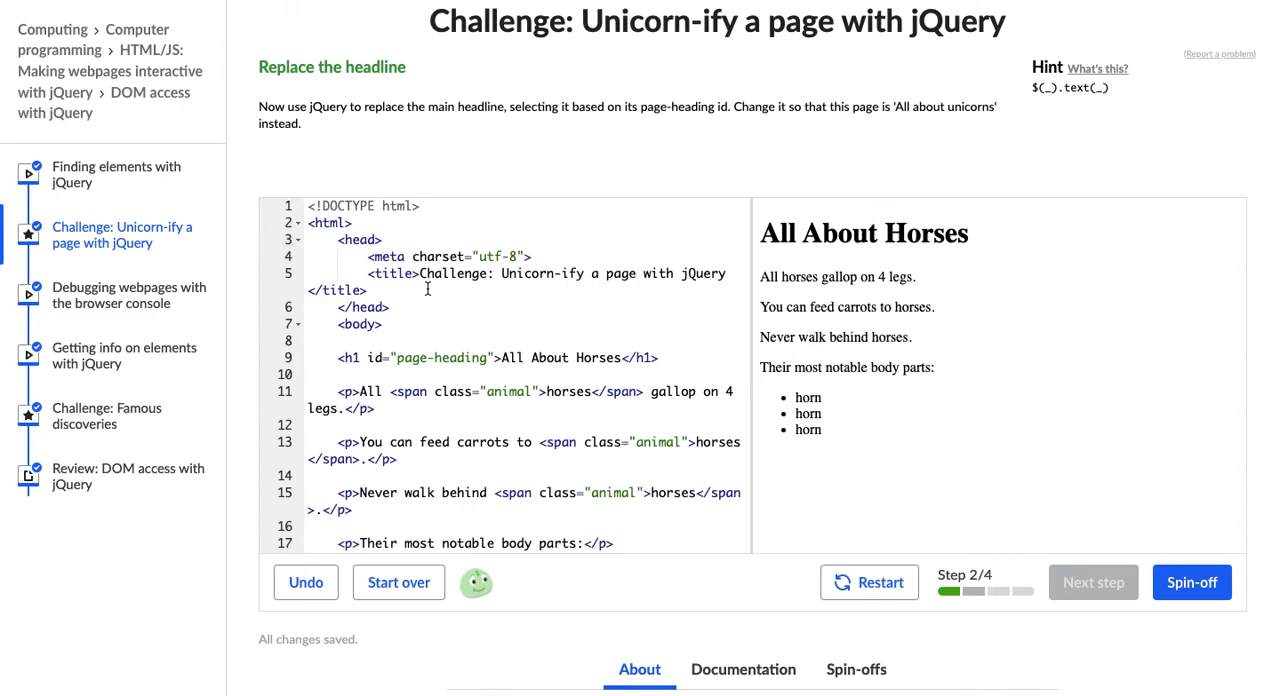 Computing › Computer
programming › HTML/JS:
Making webpages interactive
with jQuery › DOM access
with jQuery
Finding elements with
jQuery
Challenge: Unicorn-ify a
page with jQuery
Debugging webpages with
the browser console
Getting info on elements
with jQuery
Challenge: Famous
discoveries
Review: DOM access with
jQuery
Challenge: Unicorn-ify a page with jQuery
(Report a problem)
Replace the headline
Now use jQuery to replace the main headline, selecting it based on its page-heading id. Change it so that this page is 'All about unicorns'
instead.
Hint What's this?
$(_).text(_)
1 <!DOCTYPE html>
2 <html>
3 <head>
4 <meta charset="utf-8">
5 <title>Challenge: Unicorn-ify a page with jQuery
</title>
6 </head>
7 <body>
8
9 <h1 id="page-heading">All About Horses</h1>
10
11 <p>All <span class="animal">horses</span> gallop on 4
legs.</p>
12
13 <p>You can feed carrots to <span class="animal">horses
</span>.</p>
14
15 <p>Never walk behind <span class="animal">horses</span
>.</p>
16
17 <p>Their most notable body parts:</p>
All About Horses
All horses gallop on 4 legs.
You can feed carrots to horses.
Never walk behind horses.
Their most notable body parts:
• horn
• horn
• horn
Undo
Start over
Restart
Step 2/4
Next step
Spin-off
All changes saved.
About
Documentation
Spin-offs